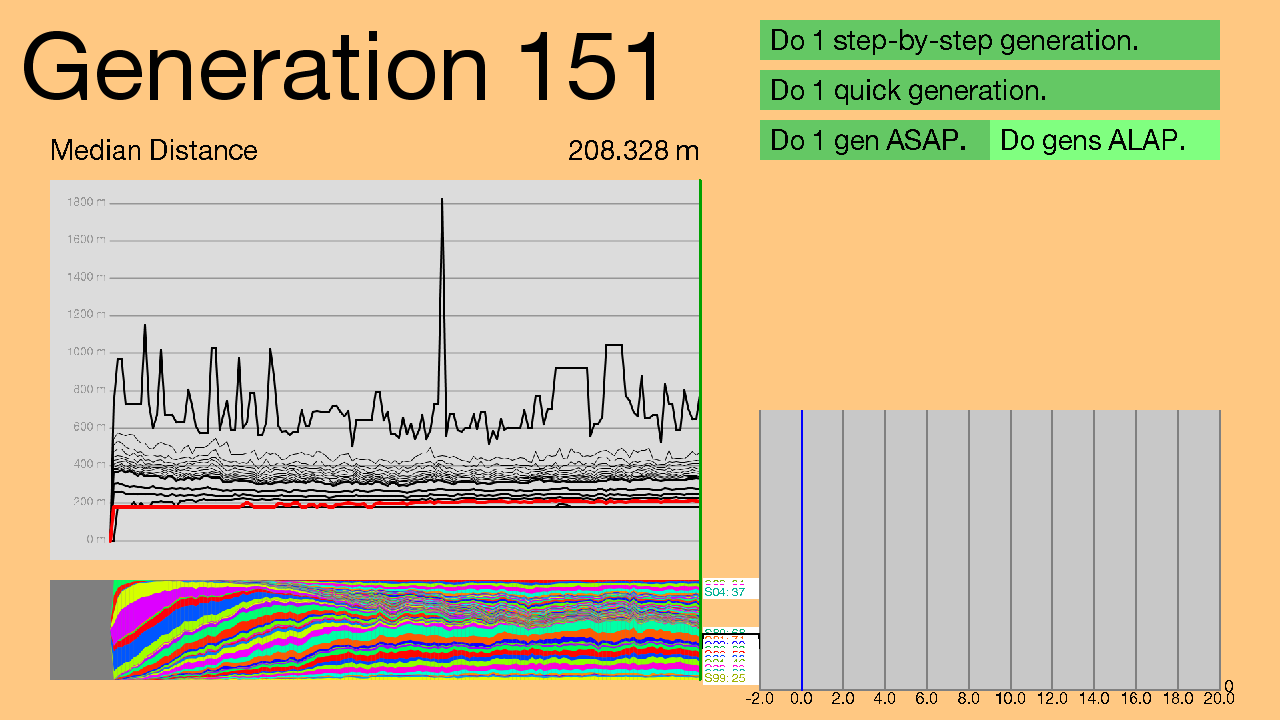 Generation 151
Do 1 step-by-step generation.
Do 1 quick generation.
Do 1 gen ASAP.
Do gens ALAP.
Median Distance
208.328 m
1800 m
1600 m
1400 m
1200 m
1000 m
800 m
600 m
400 m
200 m
0 m
S04: 37
S99: 25
0
-2.0 0.0 2.0 4.0 6.0 8.0 10.0 12.0 14.0 16.0 18.0 20.0